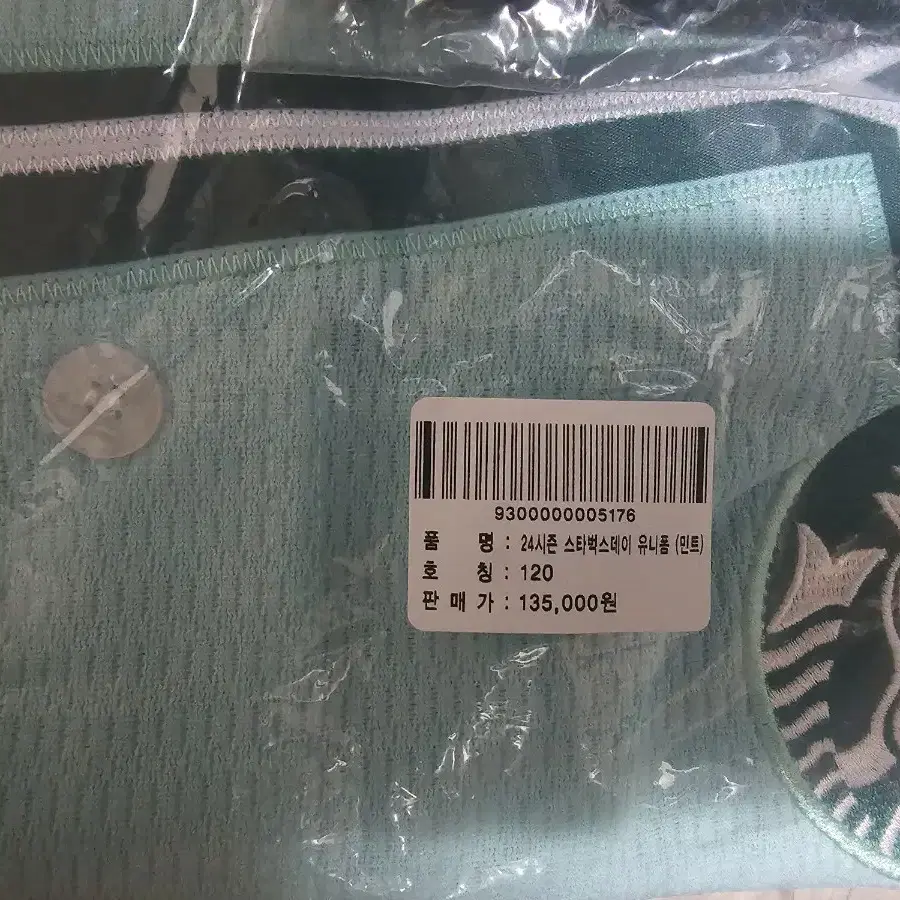 9300000005176
품 명 : 24시즌 스타벅스데이 유니폼 (민트)
호 칭 : 120
판 매 가 : 135,000원